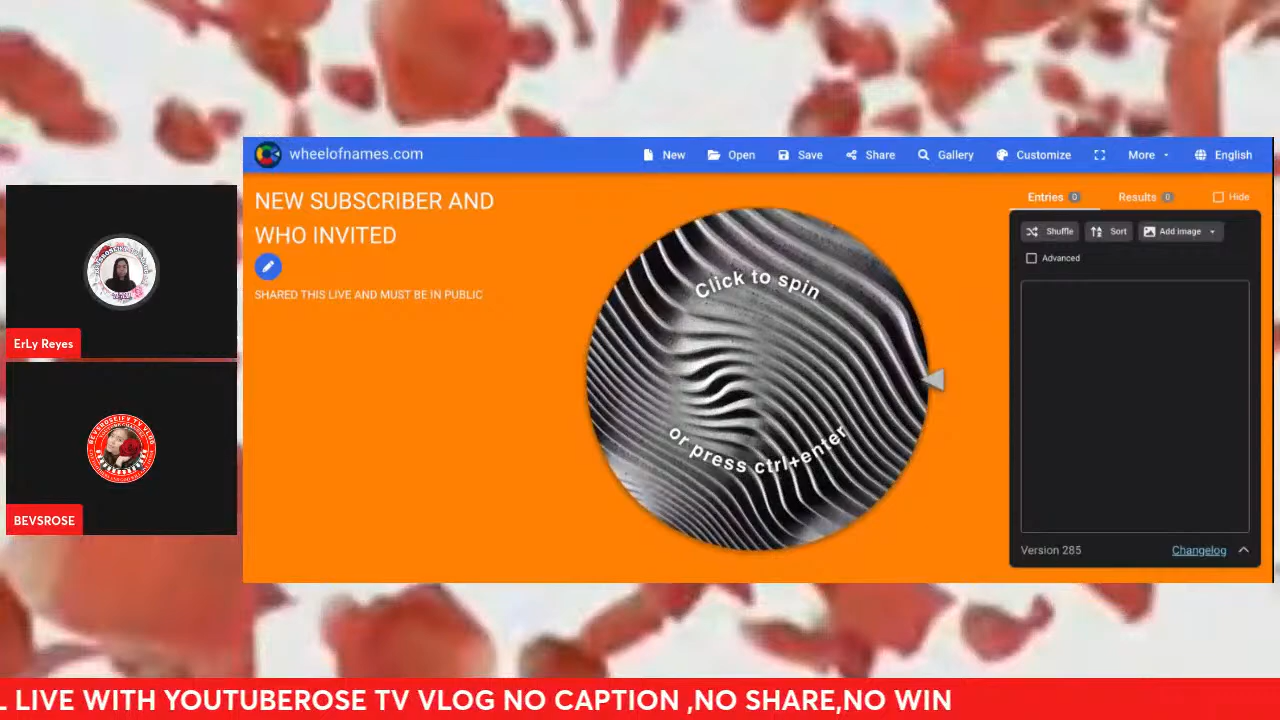 wheelofnames.com
New
Open
Save
Share
Gallery
Customize
More
English
NEW SUBSCRIBER AND
WHO INVITED
SHARED THIS LIVE AND MUST BE IN PUBLIC
Click to spin
or press ctrl+enter
Entries 0
Results 0
Hide
Shuffle
Sort
Add image
Advanced
Version 285
Changelog
ErLy Reyes
BEVSROSEIFY TV VLOG
BEVSROSE
LIVE WITH YOUTUBEROSE TV VLOG NO CAPTION ,NO SHARE,NO WIN